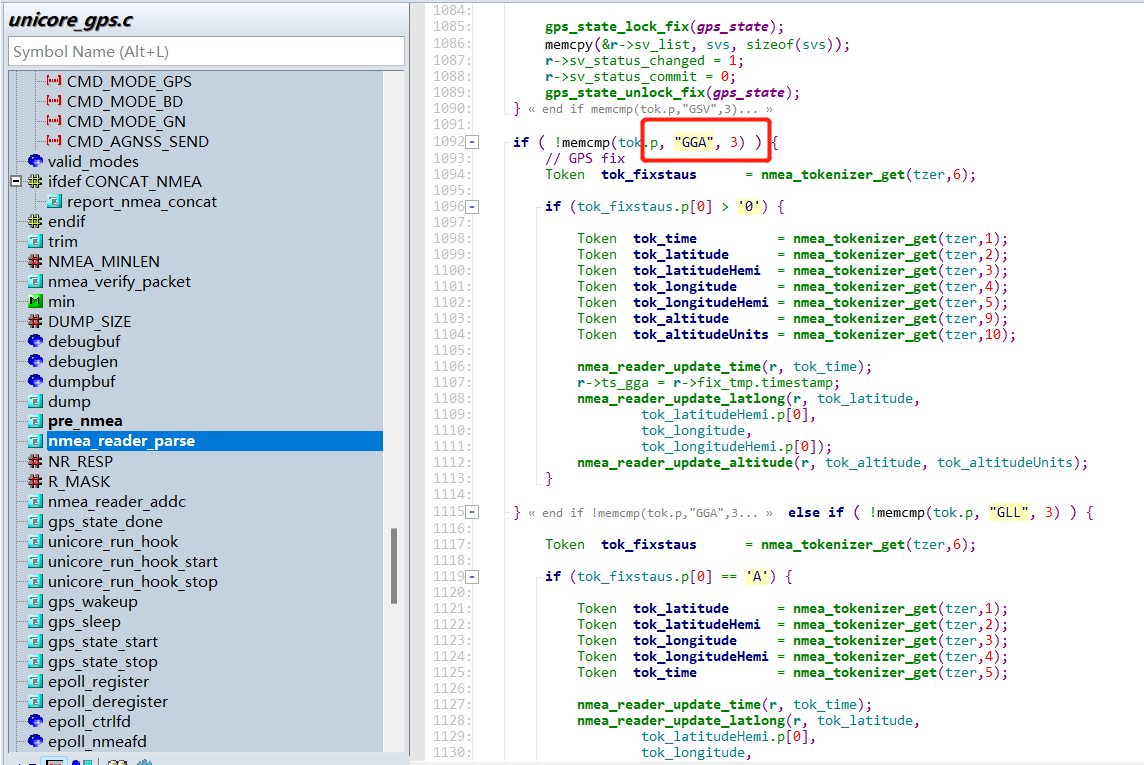 unicore_gps.c
Symbol Name (Alt+L)
CMD_MODE_GPS
CMD_MODE_BD
CMD_MODE_GN
CMD_AGNSS_SEND
valid_modes
ifdef CONCAT_NMEA
report_nmea_concat
endif
trim
NMEA_MINLEN
nmea_verify_packet
min
DUMP_SIZE
debugbuf
debuglen
dumpbuf
dump
pre_nmea
nmea_reader_parse
NR_RESP
R_MASK
nmea_reader_addc
gps_state_done
unicore_run_hook
unicore_run_hook_start
unicore_run_hook_stop
gps_wakeup
gps_sleep
gps_state_start
gps_state_stop
epoll_register
epoll_deregister
epoll_ctrlfd
epoll_nmeafd
1084:
1085: gps_state_lock_fix(gps_state);
1086: memcpy(&r->sv_list, svs, sizeof(svs));
1087: r->sv_status_changed = 1;
1088: r->sv_status_commit = 0;
1089: gps_state_unlock_fix(gps_state);
1090: } « end if memcmp(tok.p,"GSV",3)... »
1091:
1092: if ( !memcmp(tok.p, "GGA", 3) ) {
1093: // GPS fix
1094: Token tok_fixstaus = nmea_tokenizer_get(tzer,6);
1095:
1096: if (tok_fixstaus.p[0] > '0') {
1097:
1098: Token tok_time = nmea_tokenizer_get(tzer,1);
1099: Token tok_latitude = nmea_tokenizer_get(tzer,2);
1100: Token tok_latitudeHemi = nmea_tokenizer_get(tzer,3);
1101: Token tok_longitude = nmea_tokenizer_get(tzer,4);
1102: Token tok_longitudeHemi = nmea_tokenizer_get(tzer,5);
1103: Token tok_altitude = nmea_tokenizer_get(tzer,9);
1104: Token tok_altitudeUnits = nmea_tokenizer_get(tzer,10);
1105:
1106: nmea_reader_update_time(r, tok_time);
1107: r->ts_gga = r->fix_tmp.timestamp;
1108: nmea_reader_update_latlong(r, tok_latitude,
1109: tok_latitudeHemi.p[0],
1110: tok_longitude,
1111: tok_longitudeHemi.p[0]);
1112: nmea_reader_update_altitude(r, tok_altitude, tok_altitudeUnits);
1113: }
1114:
1115: } « end if !memcmp(tok.p,"GGA",3... » else if ( !memcmp(tok.p, "GLL", 3) ) {
1116:
1117: Token tok_fixstaus = nmea_tokenizer_get(tzer,6);
1118:
1119: if (tok_fixstaus.p[0] == 'A') {
1120:
1121: Token tok_latitude = nmea_tokenizer_get(tzer,1);
1122: Token tok_latitudeHemi = nmea_tokenizer_get(tzer,2);
1123: Token tok_longitude = nmea_tokenizer_get(tzer,3);
1124: Token tok_longitudeHemi = nmea_tokenizer_get(tzer,4);
1125: Token tok_time = nmea_tokenizer_get(tzer,5);
1126:
1127: nmea_reader_update_time(r, tok_time);
1128: nmea_reader_update_latlong(r, tok_latitude,
1129: tok_latitudeHemi.p[0],
1130: tok_longitude,